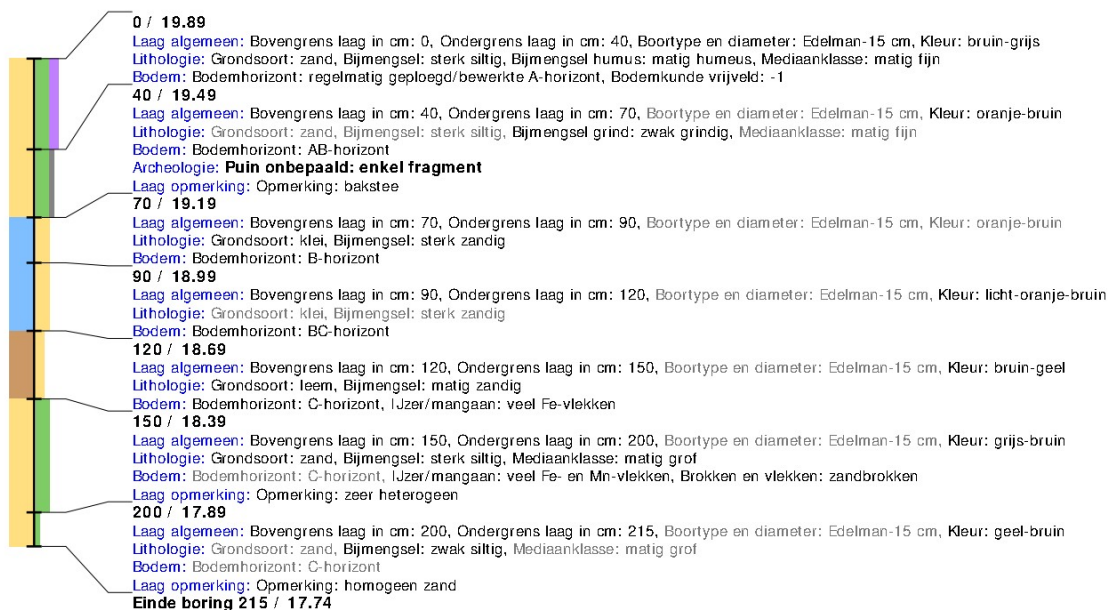 0 / 19.89
Laag algemeen: Bovengrens laag in cm: 0, Ondergrens laag in cm: 40, Boortype en diameter: Edelman-15 cm, Kleur: bruin-grijs
Lithologie: Grondsoort: zand, Bijmengsel: sterk siltig, Bijmengsel humus: matig humeus, Mediaanklasse: matig fijn
Bodem: Bodemhorizont: regelmatig geploegd/bewerkte A-horizont, Bodemkunde vrijveld: -1
40 / 19.49
Laag algemeen: Bovengrens laag in cm: 40, Ondergrens laag in cm: 70, Boortype en diameter: Edelman-15 cm, Kleur: oranje-bruin
Lithologie: Grondsoort: zand, Bijmengsel: sterk siltig, Bijmengsel grind: zwak grindig, Mediaanklasse: matig fijn
Bodem: Bodemhorizont: AB-horizont
Archeologie: Puin onbepaald: enkel fragment
Laag opmerking: Opmerking: bakstee
70 / 19.19
Laag algemeen: Bovengrens laag in cm: 70, Ondergrens laag in cm: 90, Boortype en diameter: Edelman-15 cm, Kleur: oranje-bruin
Lithologie: Grondsoort: klei, Bijmengsel: sterk zandig
Bodem: Bodemhorizont: B-horizont
90 / 18.99
Laag algemeen: Bovengrens laag in cm: 90, Ondergrens laag in cm: 120, Boortype en diameter: Edelman-15 cm, Kleur: licht-oranje-bruin
Lithologie: Grondsoort: klei, Bijmengsel: sterk zandig
Bodem: Bodemhorizont: BC-horizont
120 / 18.69
Laag algemeen: Bovengrens laag in cm: 120, Ondergrens laag in cm: 150, Boortype en diameter: Edelman-15 cm, Kleur: bruin-geel
Lithologie: Grondsoort: leem, Bijmengsel: matig zandig
Bodem: Bodemhorizont: C-horizont, IJzer/mangaan: veel Fe-vlekken
150 / 18.39
Laag algemeen: Bovengrens laag in cm: 150, Ondergrens laag in cm: 200, Boortype en diameter: Edelman-15 cm, Kleur: grijs-bruin
Lithologie: Grondsoort: zand, Bijmengsel: sterk siltig, Mediaanklasse: matig grof
Bodem: Bodemhorizont: C-horizont, IJzer/mangaan: veel Fe- en Mn-vlekken, Brokken en vlekken: zandbrokken
Laag opmerking: Opmerking: zeer heterogeen
200 / 17.89
Laag algemeen: Bovengrens laag in cm: 200, Ondergrens laag in cm: 215, Boortype en diameter: Edelman-15 cm, Kleur: geel-bruin
Lithologie: Grondsoort: zand, Bijmengsel: zwak siltig, Mediaanklasse: matig grof
Bodem: Bodemhorizont: C-horizont
Laag opmerking: Opmerking: homogeen zand
Einde boring 215 / 17.74